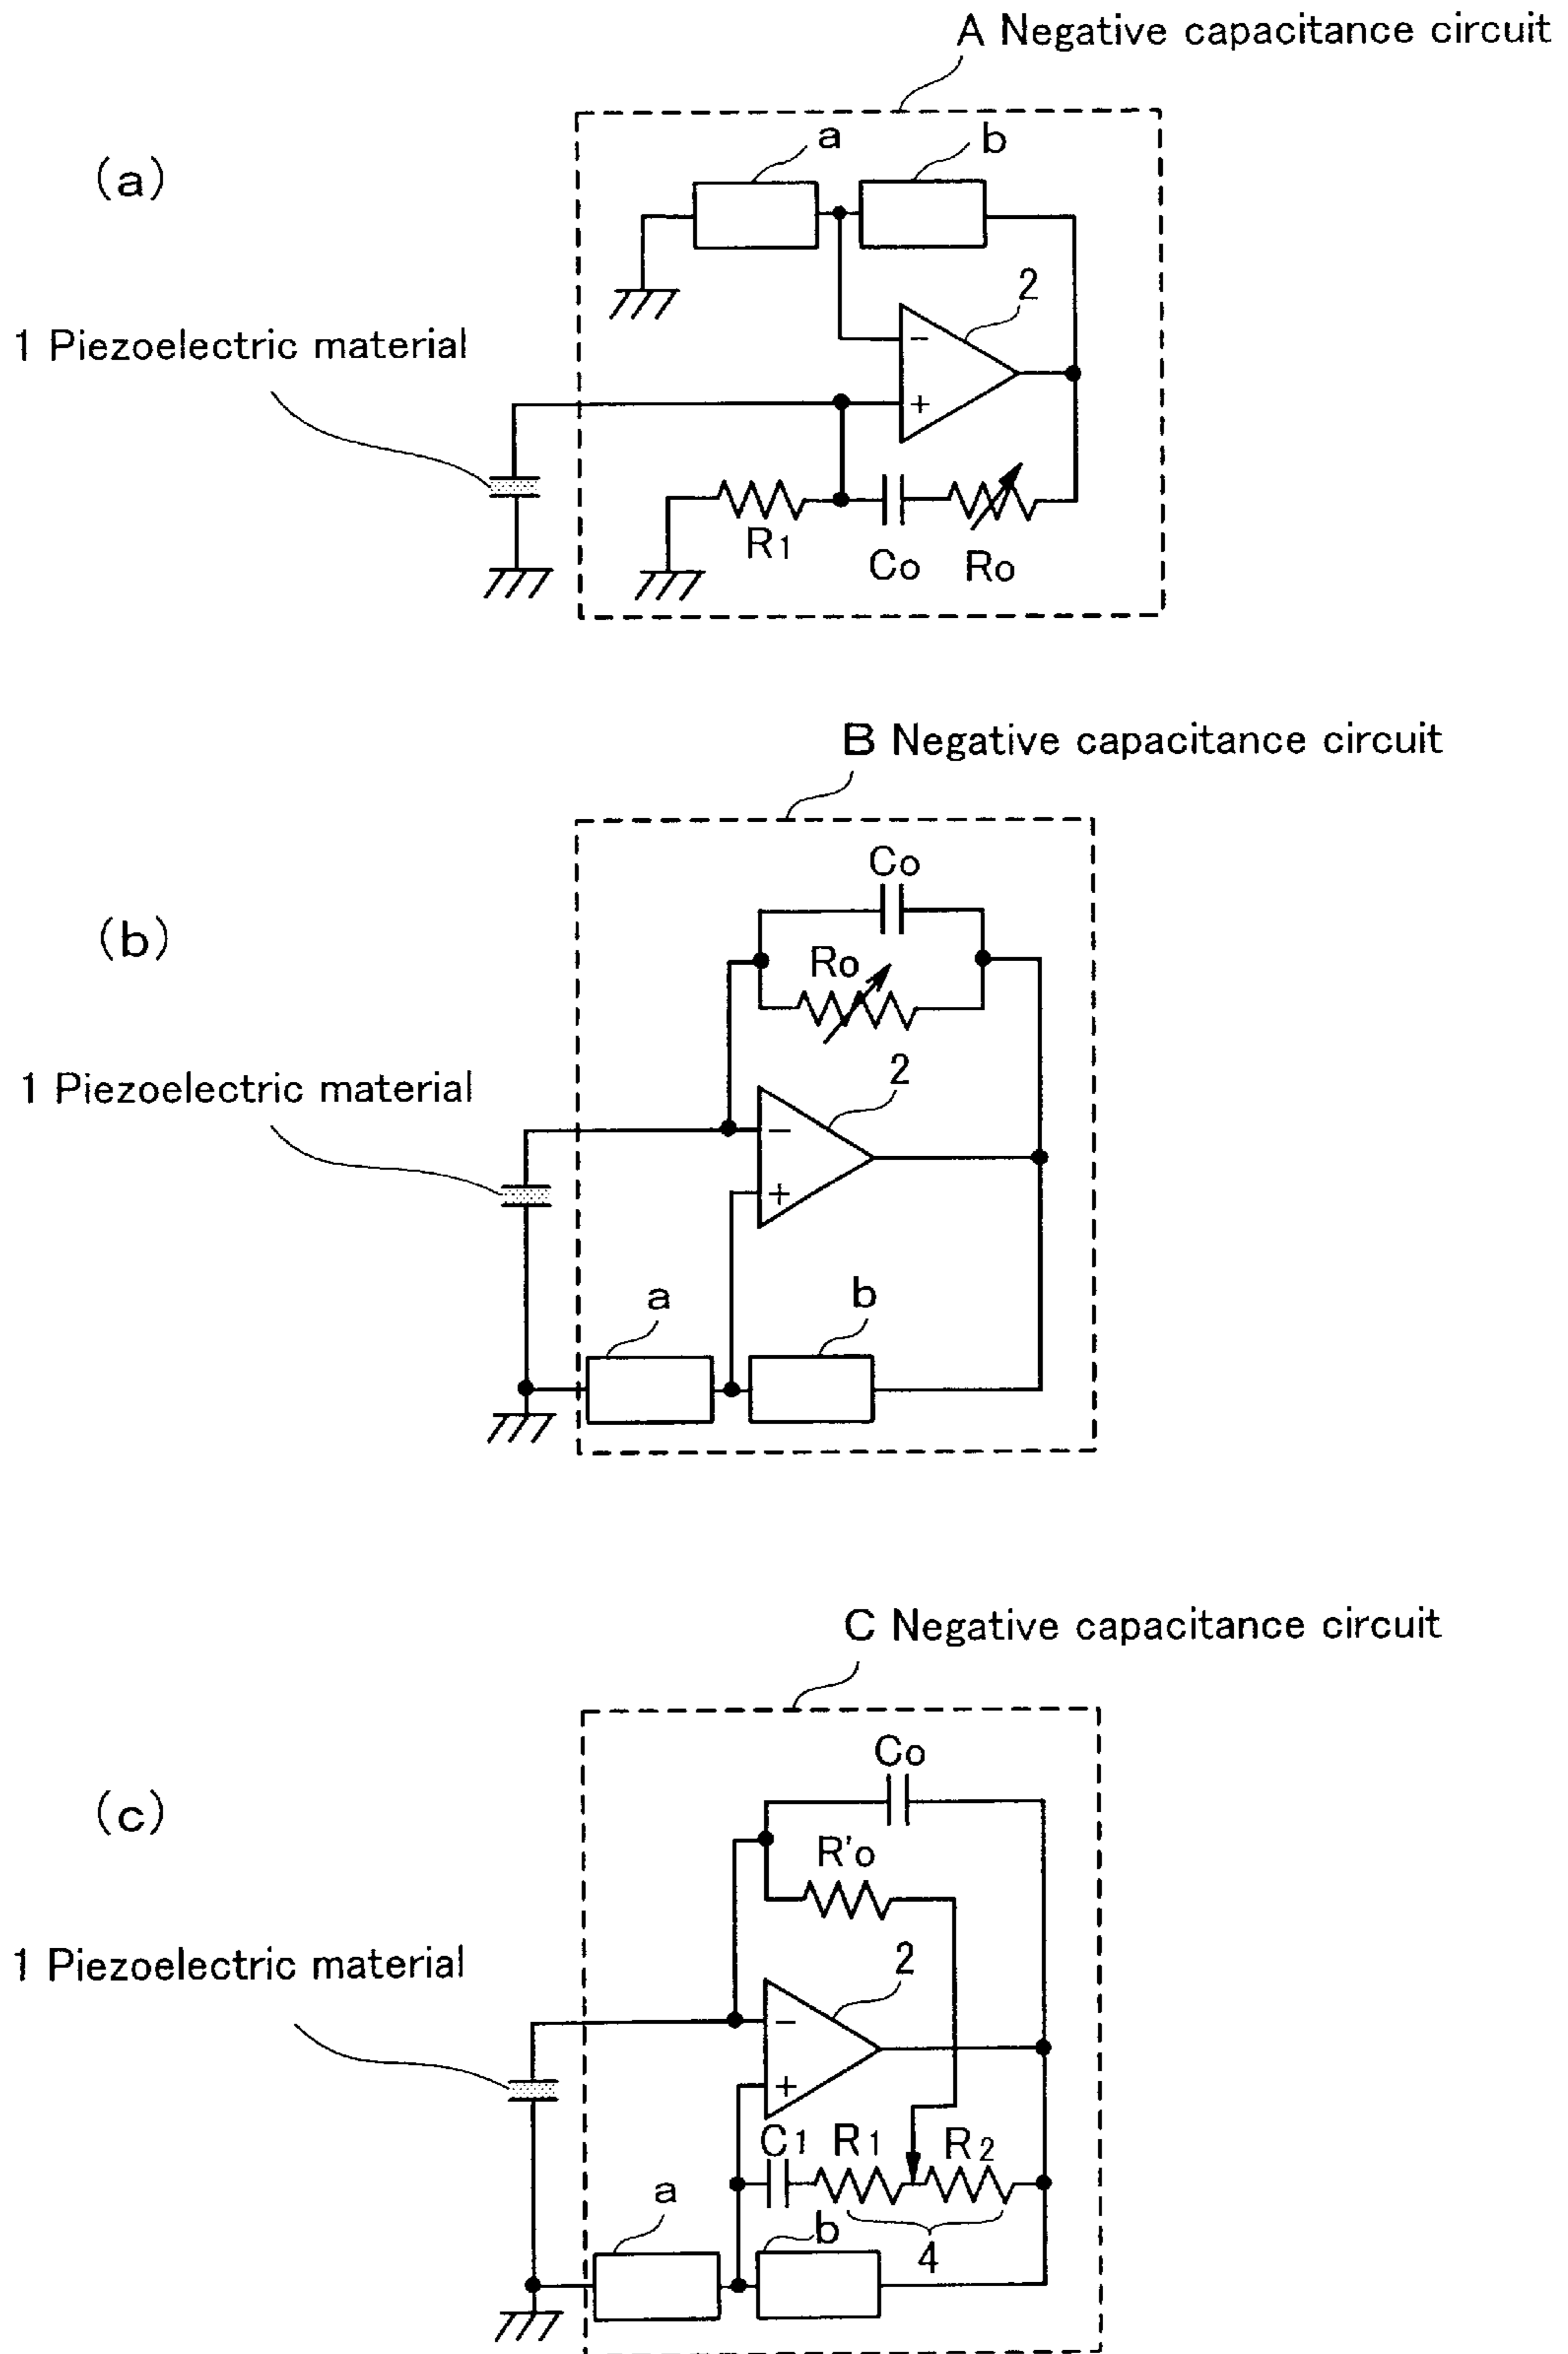 A Negative capacitance circuit
(a)
a
b
2
1 Piezoelectric material
−
+
R1
Co
Ro
B Negative capacitance circuit
(b)
Co
Ro
2
1 Piezoelectric material
−
+
a
b
C Negative capacitance circuit
(c)
Co
R'o
2
1 Piezoelectric material
−
+
C1
R1
R2
a
b
4